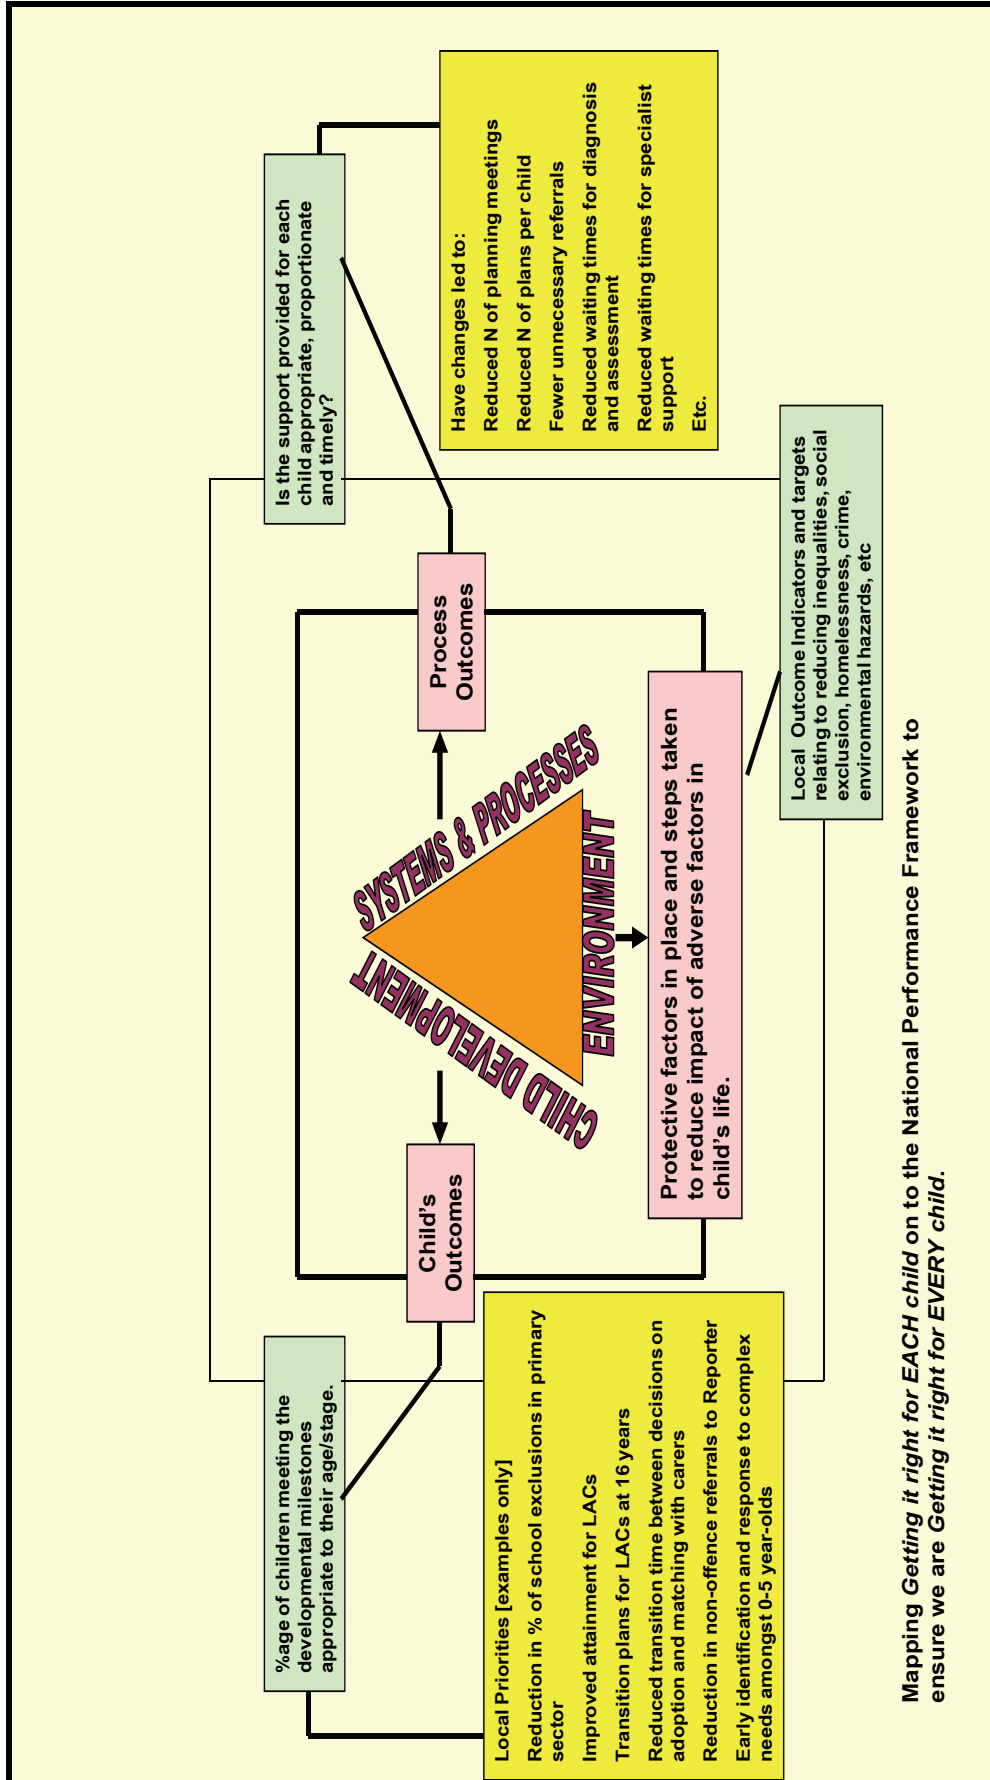 %age of children meeting the
developmental milestones
appropriate to their age/stage.
Is the support provided for each
child appropriate, proportionate
and timely?
Local Priorities [examples only]
Reduction in % of school exclusions in primary
sector
Improved attainment for LACs
Transition plans for LACs at 16 years
Reduced transition time between decisions on
adoption and matching with carers
Reduction in non-offence referrals to Reporter
Early identification and response to complex
needs amongst 0-5 year-olds
Child's
Outcomes
CHILD DEVELOPMENT
SYSTEMS & PROCESSES
ENVIRONMENT
Process
Outcomes
Have changes led to:
Reduced N of planning meetings
Reduced N of plans per child
Fewer unnecessary referrals
Reduced waiting times for diagnosis
and assessment
Reduced waiting times for specialist
support
Etc.
Protective factors in place and steps taken
to reduce impact of adverse factors in
child's life.
Local Outcome Indicators and targets
relating to reducing inequalities, social
exclusion, homelessness, crime,
environmental hazards, etc
Mapping Getting it right for EACH child on to the National Performance Framework to
ensure we are Getting it right for EVERY child.